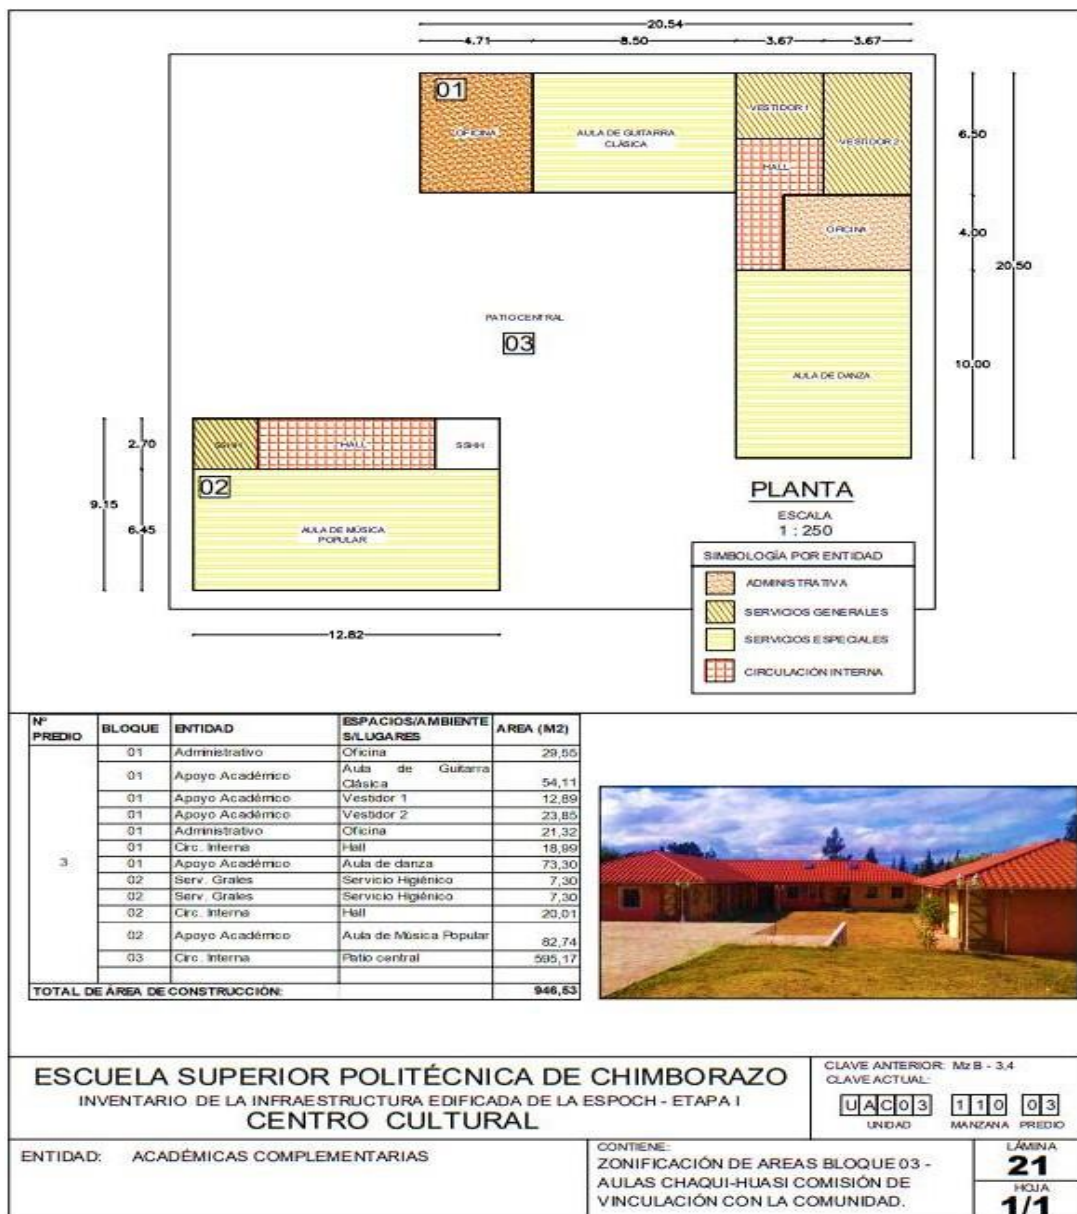 20.54
4.71 8.50 3.67 3.67
01
OFICINA
AULA DE GUITARRA
CLÁSICA
VESTIDOR 1
VESTIDOR 2
HALL
OFICINA
6.50
4.00
20.50
10.00
PATIO CENTRAL
03
AULA DE DANZA
SSHH
HALL
SSHH
02
AULA DE MÚSICA
POPULAR
2.70
9.15
6.45
12.82
PLANTA
ESCALA
1 : 250
SIMBOLOGÍA POR ENTIDAD
ADMINISTRATIVA
SERVICIOS GENERALES
SERVICIOS ESPECIALES
CIRCULACIÓN INTERNA
N° PREDIO BLOQUE ENTIDAD ESPACIOS/AMBIENTE S/LUGARES AREA (M2)
01 Administrativo Oficina 29,55
01 Apoyo Académico Aula de Guitarra Clásica 54,11
01 Apoyo Académico Vestidor 1 12,89
01 Apoyo Académico Vestidor 2 23,85
01 Administrativo Oficina 21,32
01 Circ. Interna Hall 18,99
3 01 Apoyo Académico Aula de danza 73,30
02 Serv. Grales Servicio Higiénico 7,30
02 Serv. Grales Servicio Higiénico 7,30
02 Circ. Interna Hall 20,01
02 Apoyo Académico Aula de Música Popular 82,74
03 Circ. Interna Patio central 595,17
TOTAL DE ÁREA DE CONSTRUCCIÓN: 946,53
ESCUELA SUPERIOR POLITÉCNICA DE CHIMBORAZO
INVENTARIO DE LA INFRAESTRUCTURA EDIFICADA DE LA ESPOCH - ETAPA I
CENTRO CULTURAL
CLAVE ANTERIOR: Mz B - 3,4
CLAVE ACTUAL:
UAC03 110 03
UNIDAD MANZANA PREDIO
ENTIDAD: ACADÉMICAS COMPLEMENTARIAS
CONTIENE:
ZONIFICACIÓN DE AREAS BLOQUE 03 -
AULAS CHAQUI-HUASI COMISIÓN DE
VINCULACIÓN CON LA COMUNIDAD.
LÁMINA
21
HOJA
1/1